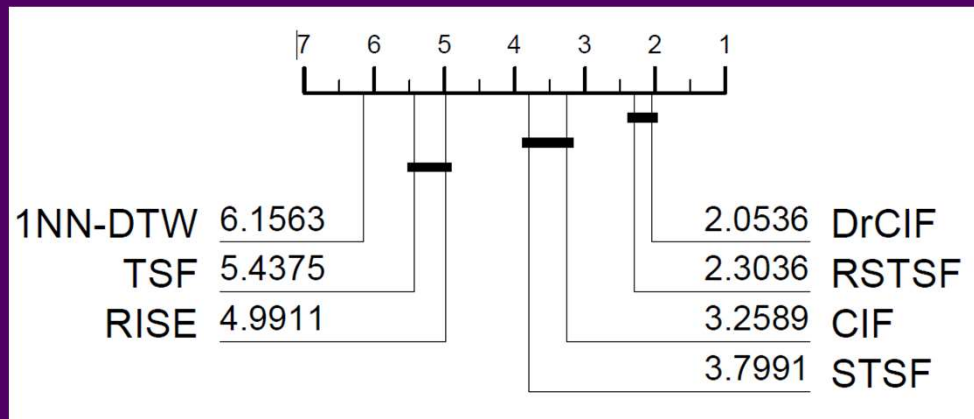 7 6 5 4 3 2 1
1NN-DTW 6.1563
TSF 5.4375
RISE 4.9911
2.0536 DrCIF
2.3036 RSTSF
3.2589 CIF
3.7991 STSF